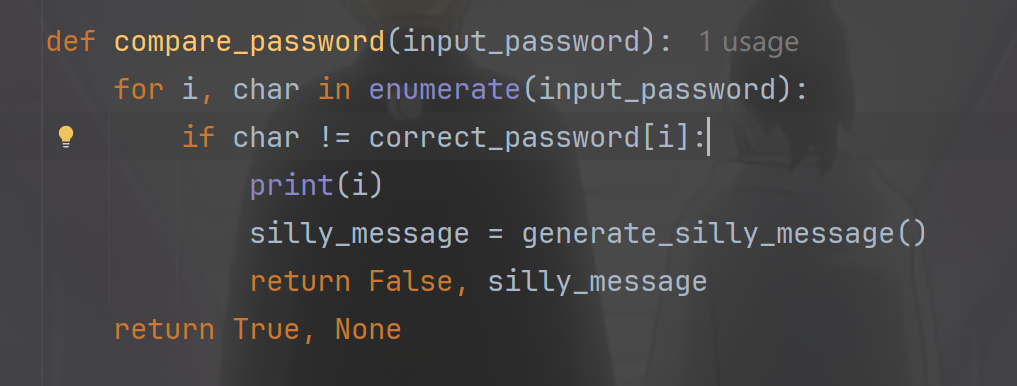 def compare_password(input_password): 1 usage
    for i, char in enumerate(input_password):
        if char != correct_password[i]:
            print(i)
            silly_message = generate_silly_message()
            return False, silly_message
    return True, None